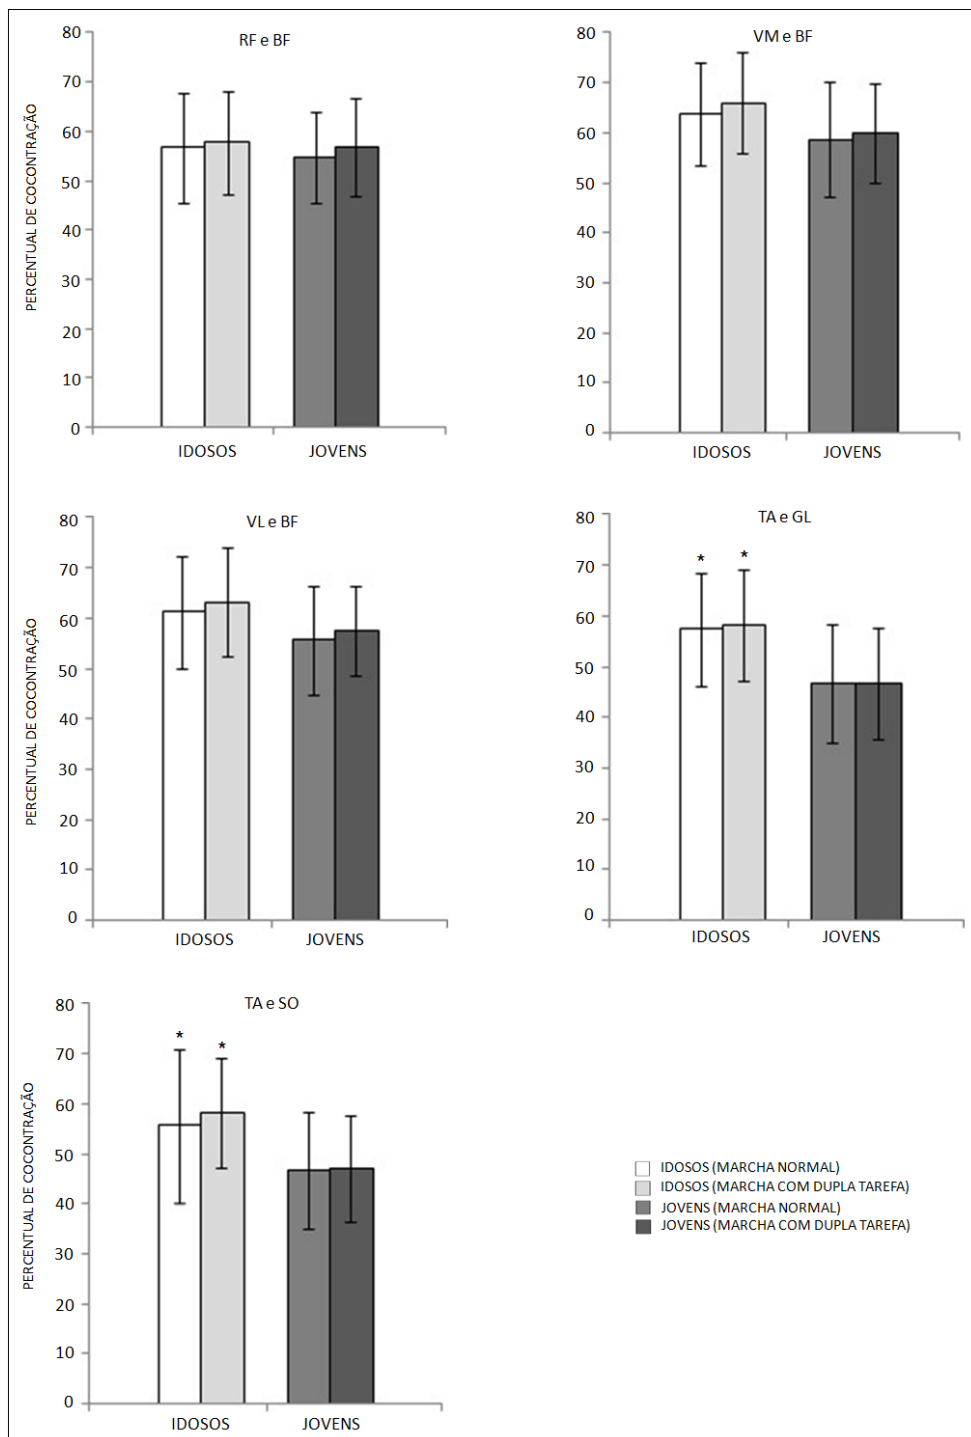 RF e BF
PERCENTUAL DE COCONTRAÇÃO
80
70
60
50
40
30
20
10
0
IDOSOS JOVENS
VM e BF
80
70
60
50
40
30
20
10
0
IDOSOS JOVENS
VL e BF
PERCENTUAL DE COCONTRAÇÃO
80
70
60
50
40
30
20
10
0
IDOSOS JOVENS
TA e GL
80
70
60
50
40
30
20
10
0
* *
IDOSOS JOVENS
TA e SO
PERCENTUAL DE COCONTRAÇÃO
80
70
60
50
40
30
20
10
0
* *
IDOSOS JOVENS
IDOSOS (MARCHA NORMAL)
IDOSOS (MARCHA COM DUPLA TAREFA)
JOVENS (MARCHA NORMAL)
JOVENS (MARCHA COM DUPLA TAREFA)